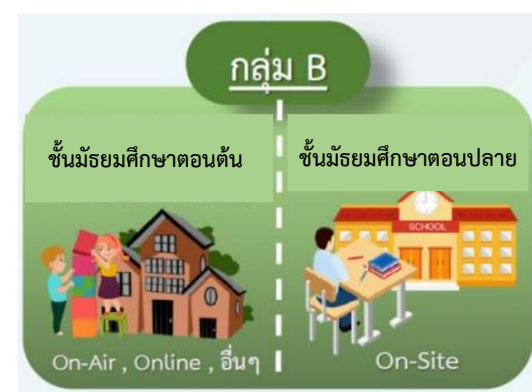 กลุ่ม B
ชั้นมัธยมศึกษาตอนต้น
ชั้นมัธยมศึกษาตอนปลาย
SCHOOL
On-Air , Online , อื่นๆ
On-Site